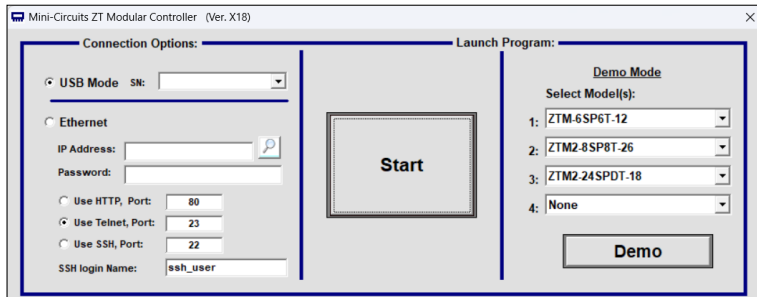 Mini-Circuits ZT Modular Controller (Ver. X18)
Connection Options:
USB Mode SN:
Ethernet
IP Address:
Password:
Use HTTP, Port: 80
Use Telnet, Port: 23
Use SSH, Port: 22
SSH login Name: ssh_user
Launch Program:
Start
Demo Mode
Select Model(s):
1: ZTM-6SP6T-12
2: ZTM2-8SP8T-26
3: ZTM2-24SPDT-18
4: None
Demo